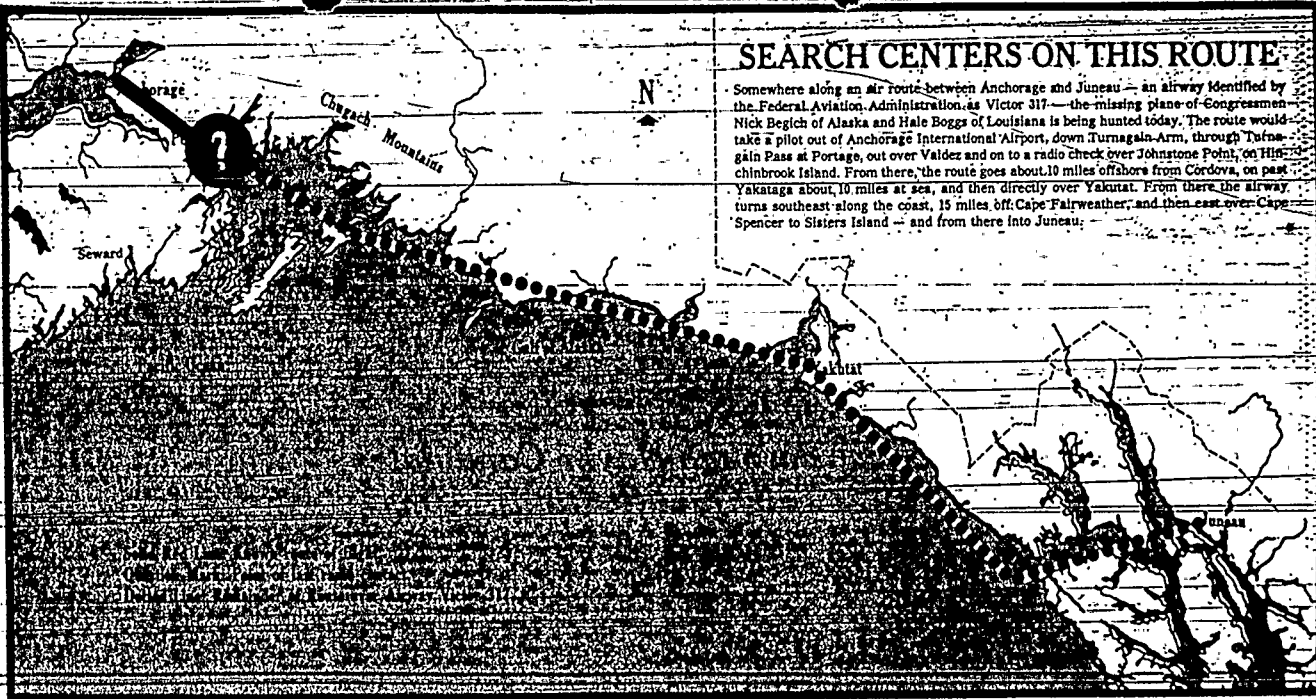 SEARCH CENTERS ON THIS ROUTE
Somewhere along an air route between Anchorage and Juneau — an airway identified by
the Federal Aviation Administration as Victor 317 — the missing plane of Congressmen
Nick Begich of Alaska and Hale Boggs of Louisiana is being hunted today. The route would
take a pilot out of Anchorage International Airport, down Turnagain Arm, through Turna-
gain Pass at Portage, out over Valdez and on to a radio check over Johnstone Point, on Hin-
chinbrook Island. From there, the route goes about 10 miles offshore from Cordova, on past
Yakataga about 10 miles at sea, and then directly over Yakutat. From there the airway
turns southeast along the coast, 15 miles off Cape Fairweather, and then east over Cape
Spencer to Sisters Island — and from there into Juneau.
N
orage
?
Chugach
Mountains
Seward
akutat
uneau